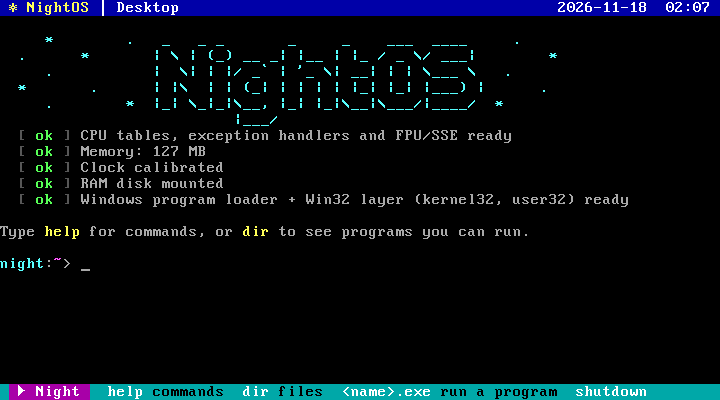 * NightOS | Desktop 2026-11-18 02:07
NightOS
[ ok ] CPU tables, exception handlers and FPU/SSE ready
[ ok ] Memory: 127 MB
[ ok ] Clock calibrated
[ ok ] RAM disk mounted
[ ok ] Windows program loader + Win32 layer (kernel32, user32) ready
Type help for commands, or dir to see programs you can run.
night:~> _
Night help commands dir files <name>.exe run a program shutdown